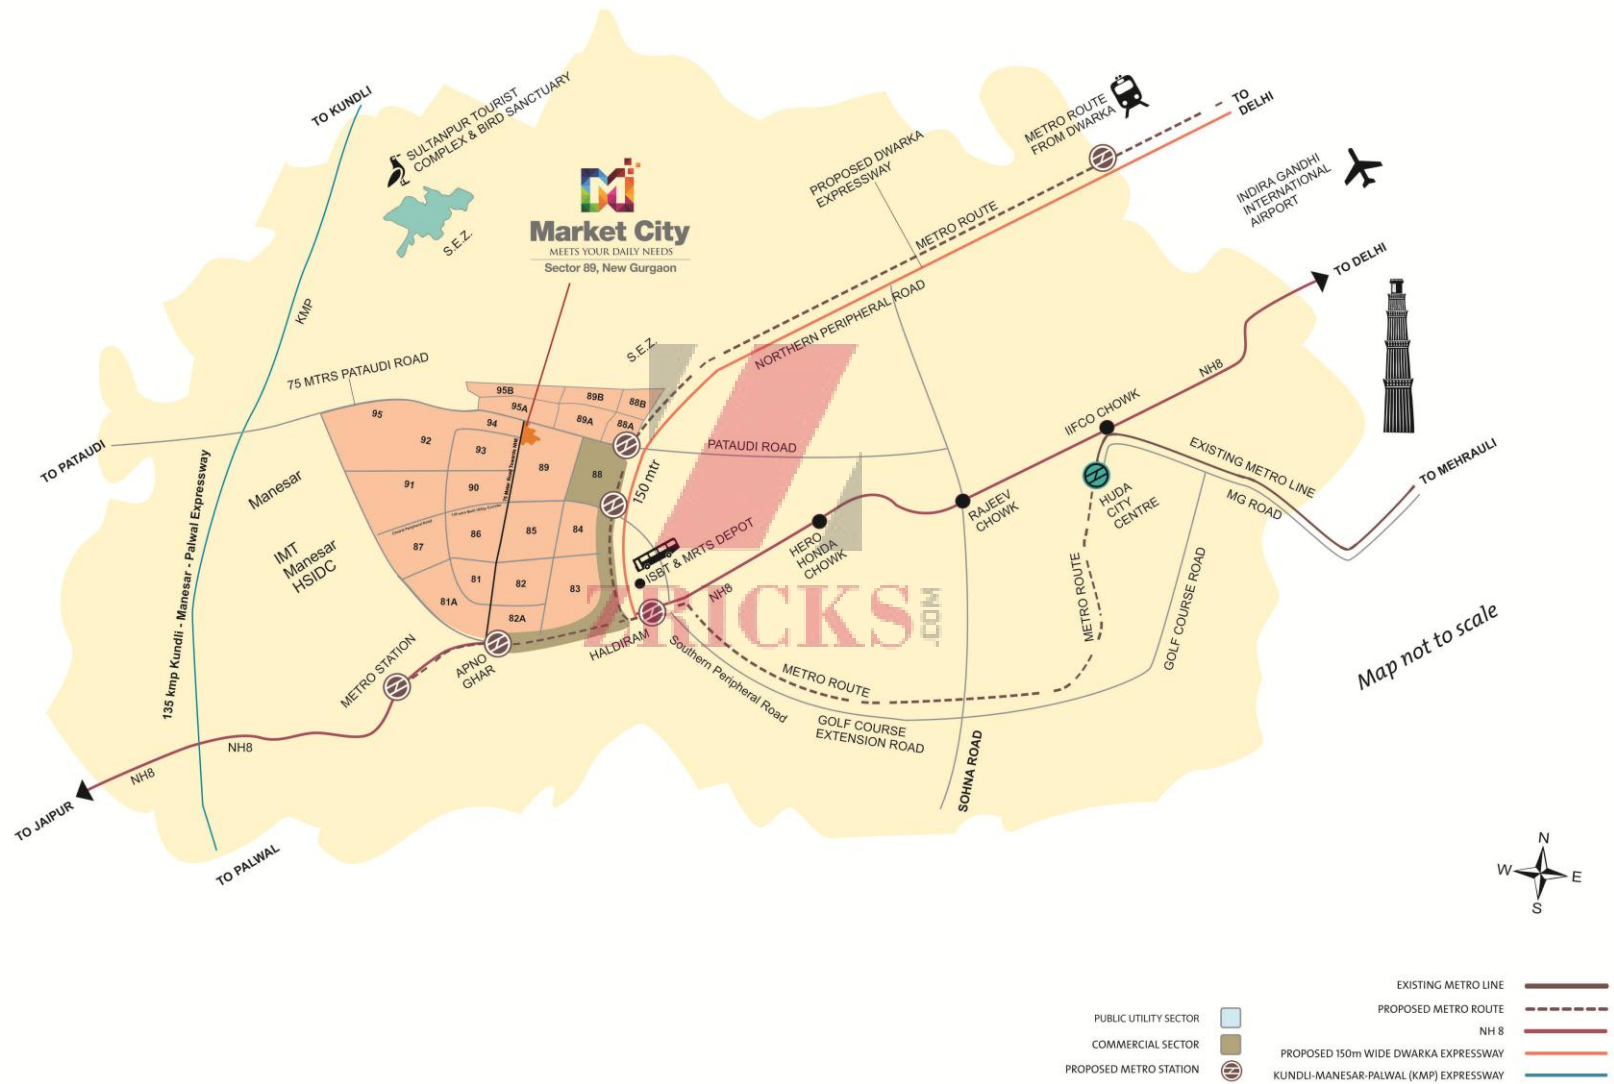 TO KUNDLI
SULTANPUR TOURIST
COMPLEX & BIRD SANCTUARY
S.E.Z.
Market City
MEETS YOUR DAILY NEEDS
Sector 89, New Gurgaon
METRO ROUTE
FROM DWARKA
TO
DELHI
PROPOSED DWARKA
EXPRESSWAY
METRO ROUTE
INDIRA GANDHI
INTERNATIONAL
AIRPORT
TO DELHI
KMP
75 MTRS PATAUDI ROAD
S.E.Z.
NORTHERN PERIPHERAL ROAD
NH8
TO PATAUDI
95B
89B
88B
95A
89A
88A
95
94
92
93
89
88
91
90
86
85
84
87
81
82
83
81A
82A
75 Meter Road Towards NH8
150 mtr
PATAUDI ROAD
IIFCO CHOWK
EXISTING METRO LINE
TO MEHRAULI
MG ROAD
HUDA
CITY
CENTRE
RAJEEV
CHOWK
HERO
HONDA
CHOWK
ISBT & MRTS DEPOT
NH8
Manesar
IMT
Manesar
HSIDC
135 kmp Kundli - Manesar - Palwal Expressway
ZRICKS
.COM
HALDIRAM
APNO
GHAR
METRO STATION
Southern Peripheral Road
METRO ROUTE
METRO ROUTE
GOLF COURSE ROAD
GOLF COURSE
EXTENSION ROAD
SOHNA ROAD
Map not to scale
NH8
NH8
TO JAIPUR
TO PALWAL
N
W
E
S
PUBLIC UTILITY SECTOR
COMMERCIAL SECTOR
PROPOSED METRO STATION
EXISTING METRO LINE
PROPOSED METRO ROUTE
NH 8
PROPOSED 150m WIDE DWARKA EXPRESSWAY
KUNDLI-MANESAR-PALWAL (KMP) EXPRESSWAY